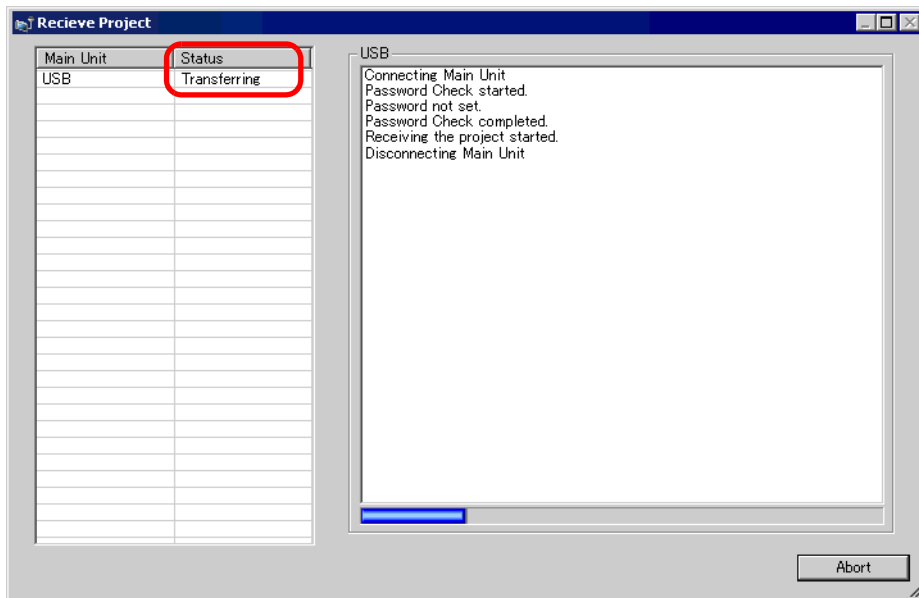 Recieve Project
Main Unit Status
USB Transferring
USB
Connecting Main Unit
Password Check started.
Password not set.
Password Check completed.
Receiving the project started.
Disconnecting Main Unit
Abort